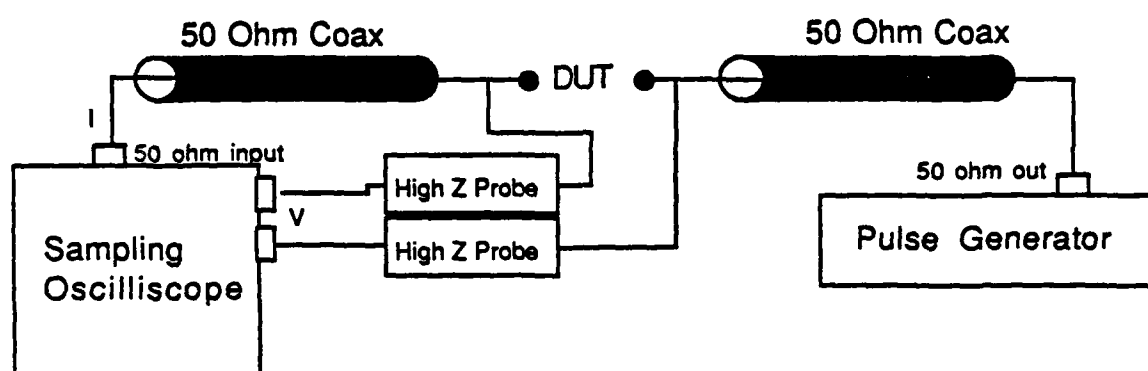 50 Ohm Coax
50 Ohm Coax
DUT
I
50 ohm input
High Z Probe
V
High Z Probe
50 ohm out
Sampling
Oscilliscope
Pulse Generator